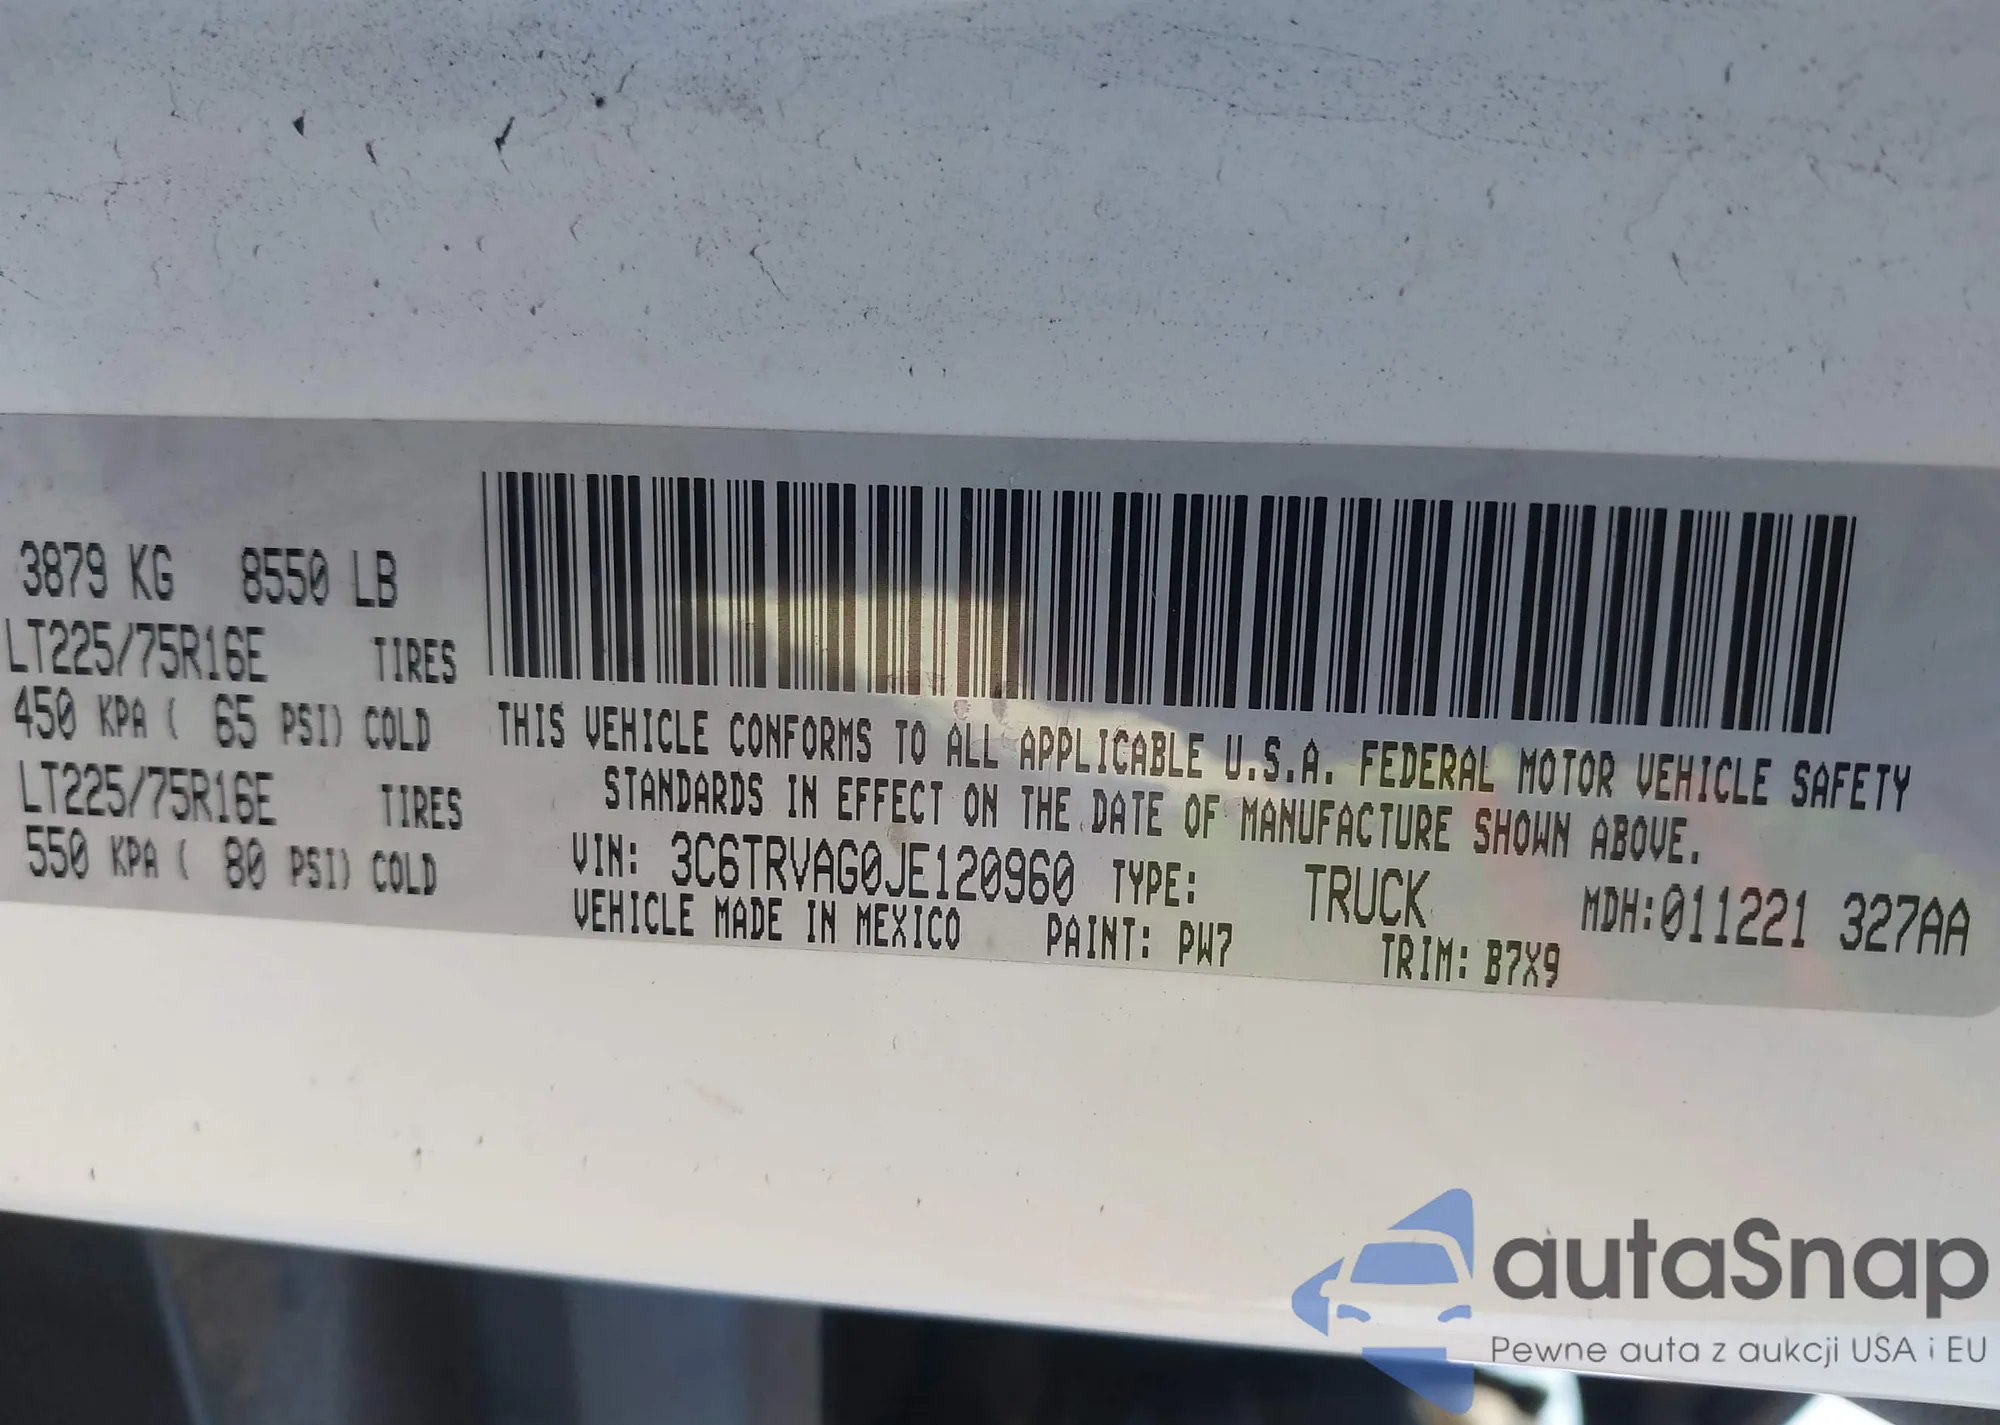 3879 KG 8550 LB
LT225/75R16E TIRES
450 KPA ( 65 PSI) COLD
LT225/75R16E TIRES
550 KPA ( 80 PSI) COLD
THIS VEHICLE CONFORMS TO ALL APPLICABLE U.S.A. FEDERAL MOTOR VEHICLE SAFETY
STANDARDS IN EFFECT ON THE DATE OF MANUFACTURE SHOWN ABOVE.
VIN: 3C6TRVAG0JE120960 TYPE: TRUCK MDH:011221 327AA
VEHICLE MADE IN MEXICO PAINT: PW7 TRIM: B7X9
autaSnap
Pewne auta z aukcji USA i EU